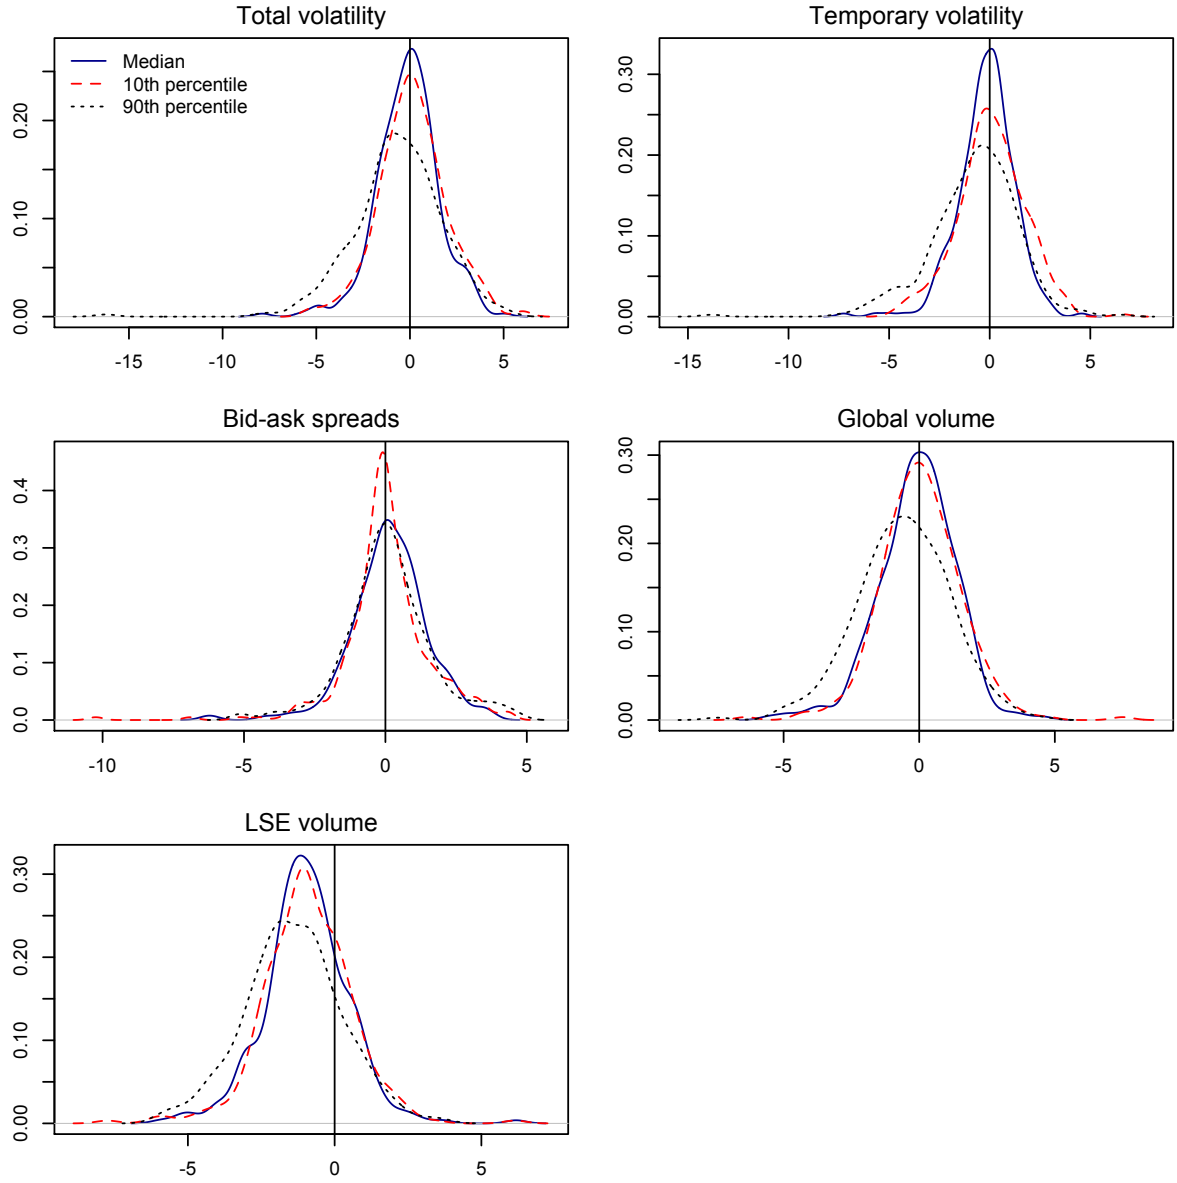 Total volatility
Median
10th percentile
90th percentile
0.00 0.10 0.20
-15 -10 -5 0 5
Temporary volatility
0.00 0.10 0.20 0.30
-15 -10 -5 0 5
Bid-ask spreads
0.0 0.1 0.2 0.3 0.4
-10 -5 0 5
Global volume
0.00 0.10 0.20 0.30
-5 0 5
LSE volume
0.00 0.10 0.20 0.30
-5 0 5